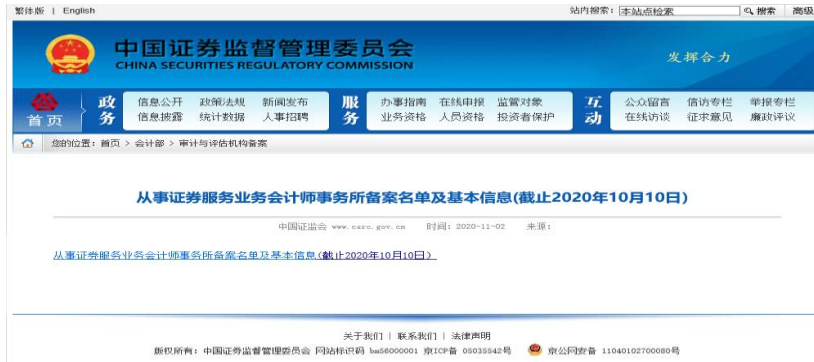 繁体版 | English 站内搜索: 本站点检索 搜索 高级
中国证券监督管理委员会
CHINA SECURITIES REGULATORY COMMISSION
发挥合力
首页
政务 信息公开 政策法规 新闻发布 服务 办事指南 在线申报 监管对象 互动 公众留言 信访专栏 举报专栏
信息披露 统计数据 人事招聘 业务资格 人员资格 投资者保护 在线访谈 征求意见 廉政评议
您的位置: 首页 > 会计部 > 审计与评估机构备案
从事证券服务业务会计师事务所备案名单及基本信息(截止2020年10月10日)
中国证监会 www.csrc.gov.cn 时间: 2020-11-02 来源:
从事证券服务业务会计师事务所备案名单及基本信息(截止2020年10月10日)
关于我们 | 联系我们 | 法律声明
版权所有: 中国证券监督管理委员会 网站标识码 bm56000001 京ICP备 05035542号 京公网安备 11040102700080号